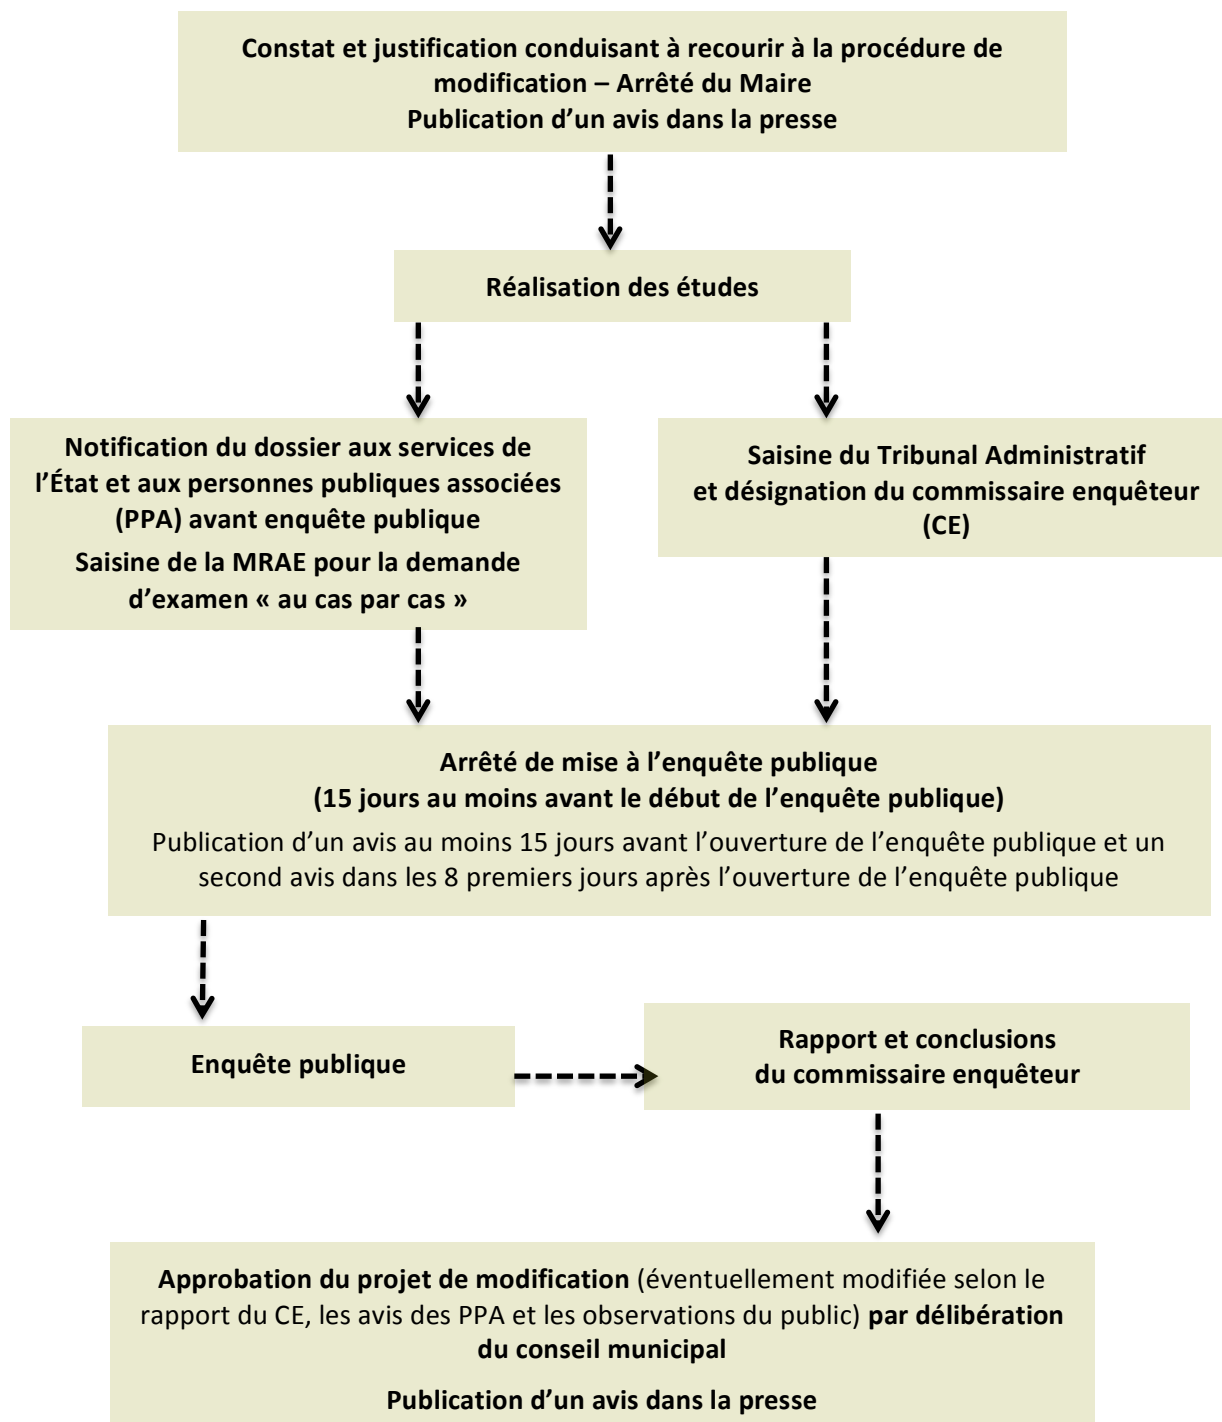 Constat et justification conduisant à recourir à la procédure de
modification – Arrêté du Maire
Publication d’un avis dans la presse
Réalisation des études
Notification du dossier aux services de
l’État et aux personnes publiques associées
(PPA) avant enquête publique
Saisine de la MRAE pour la demande
d’examen « au cas par cas »
Saisine du Tribunal Administratif
et désignation du commissaire enquêteur
(CE)
Arrêté de mise à l’enquête publique
(15 jours au moins avant le début de l’enquête publique)
Publication d’un avis au moins 15 jours avant l’ouverture de l’enquête publique et un
second avis dans les 8 premiers jours après l’ouverture de l’enquête publique
Enquête publique
Rapport et conclusions
du commissaire enquêteur
Approbation du projet de modification (éventuellement modifiée selon le
rapport du CE, les avis des PPA et les observations du public) par délibération
du conseil municipal
Publication d’un avis dans la presse